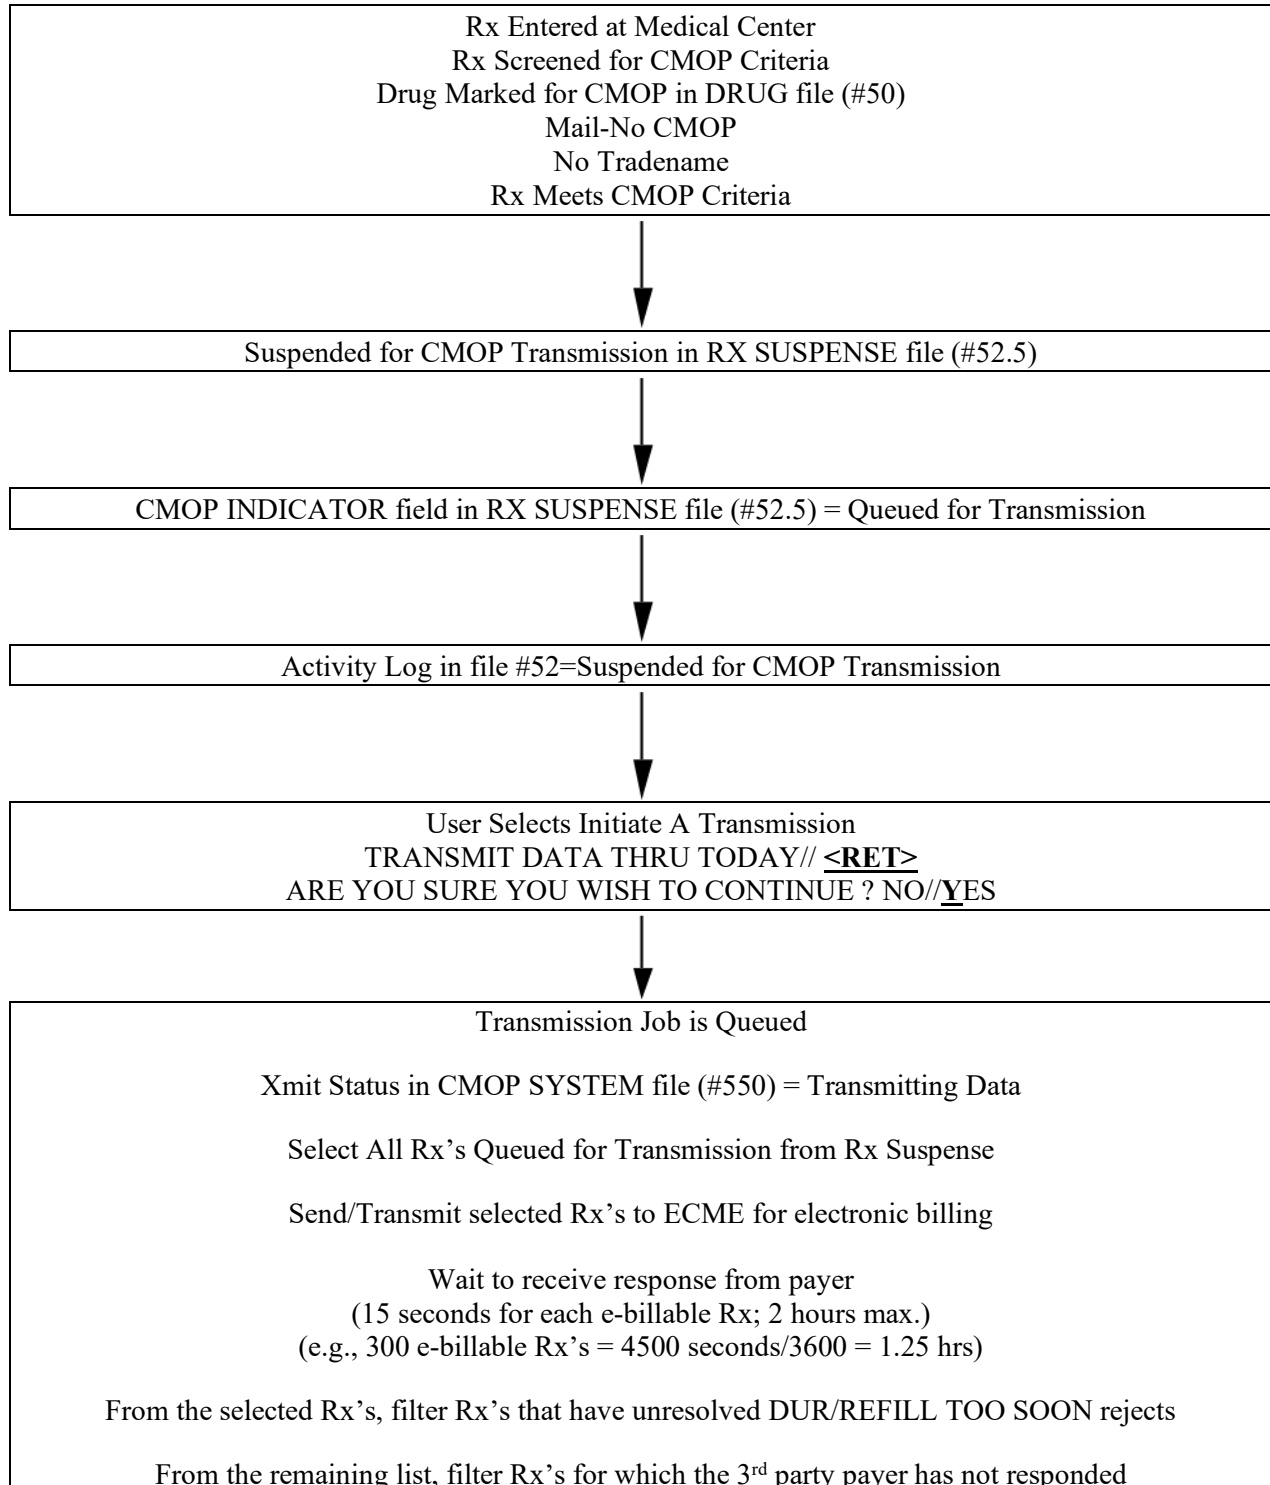 Rx Entered at Medical Center
Rx Screened for CMOP Criteria
Drug Marked for CMOP in DRUG file (#50)
Mail-No CMOP
No Tradename
Rx Meets CMOP Criteria
Suspended for CMOP Transmission in RX SUSPENSE file (#52.5)
CMOP INDICATOR field in RX SUSPENSE file (#52.5) = Queued for Transmission
Activity Log in file #52=Suspended for CMOP Transmission
User Selects Initiate A Transmission
TRANSMIT DATA THRU TODAY// <RET>
ARE YOU SURE YOU WISH TO CONTINUE ? NO//YES
Transmission Job is Queued
Xmit Status in CMOP SYSTEM file (#550) = Transmitting Data
Select All Rx’s Queued for Transmission from Rx Suspense
Send/Transmit selected Rx’s to ECME for electronic billing
Wait to receive response from payer
(15 seconds for each e-billable Rx; 2 hours max.)
(e.g., 300 e-billable Rx’s = 4500 seconds/3600 = 1.25 hrs)
From the selected Rx’s, filter Rx’s that have unresolved DUR/REFILL TOO SOON rejects
From the remaining list, filter Rx’s for which the 3rd party payer has not responded